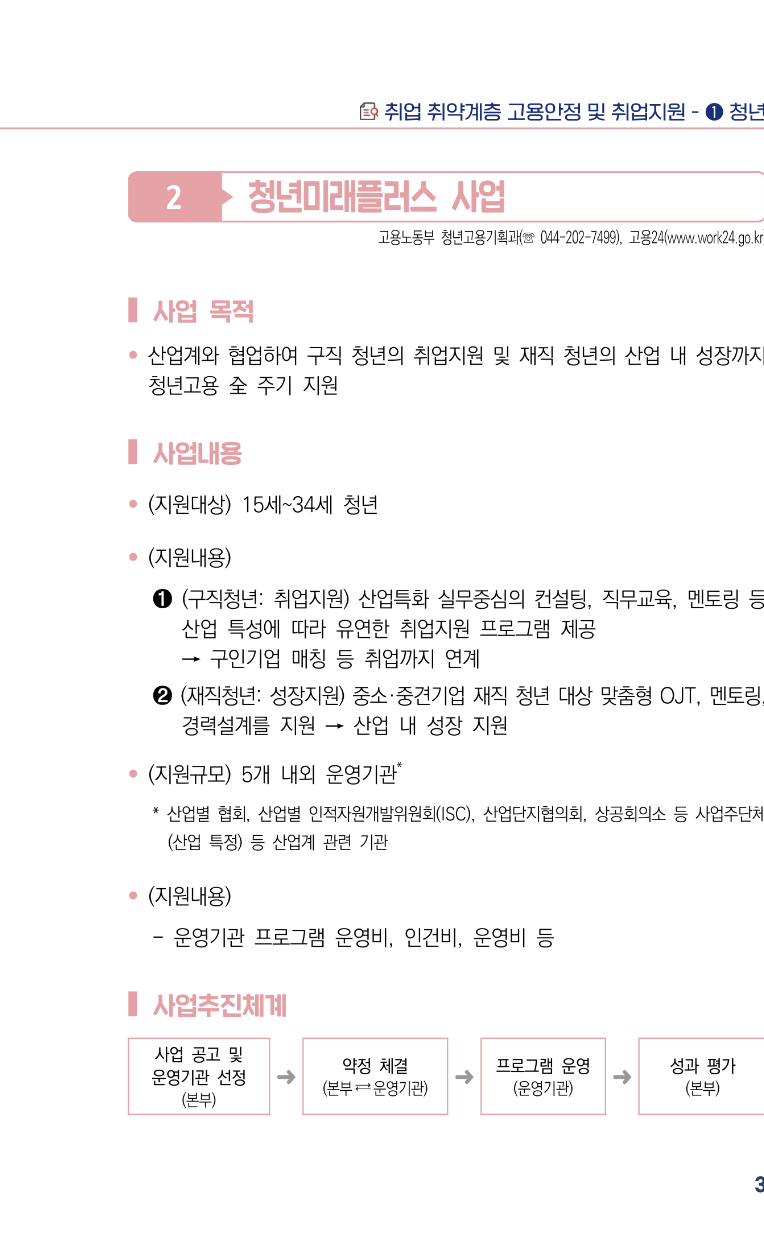 취업 취약계층 고용안정 및 취업지원 - ❶ 청년
2 청년미래플러스 사업
고용노동부 청년고용기획과(☏ 044-202-7499), 고용24(www.work24.go.kr
사업 목적
• 산업계와 협업하여 구직 청년의 취업지원 및 재직 청년의 산업 내 성장까지
청년고용 全 주기 지원
사업내용
• (지원대상) 15세~34세 청년
• (지원내용)
❶ (구직청년: 취업지원) 산업특화 실무중심의 컨설팅, 직무교육, 멘토링 등
산업 특성에 따라 유연한 취업지원 프로그램 제공
→ 구인기업 매칭 등 취업까지 연계
❷ (재직청년: 성장지원) 중소·중견기업 재직 청년 대상 맞춤형 OJT, 멘토링,
경력설계를 지원 → 산업 내 성장 지원
• (지원규모) 5개 내외 운영기관*
* 산업별 협회, 산업별 인적자원개발위원회(ISC), 산업단지협의회, 상공회의소 등 사업주단체
(산업 특정) 등 산업계 관련 기관
• (지원내용)
- 운영기관 프로그램 운영비, 인건비, 운영비 등
사업추진체계
사업 공고 및
운영기관 선정
(본부)
➜
약정 체결
(본부⇄운영기관)
➜
프로그램 운영
(운영기관)
➜
성과 평가
(본부)
3